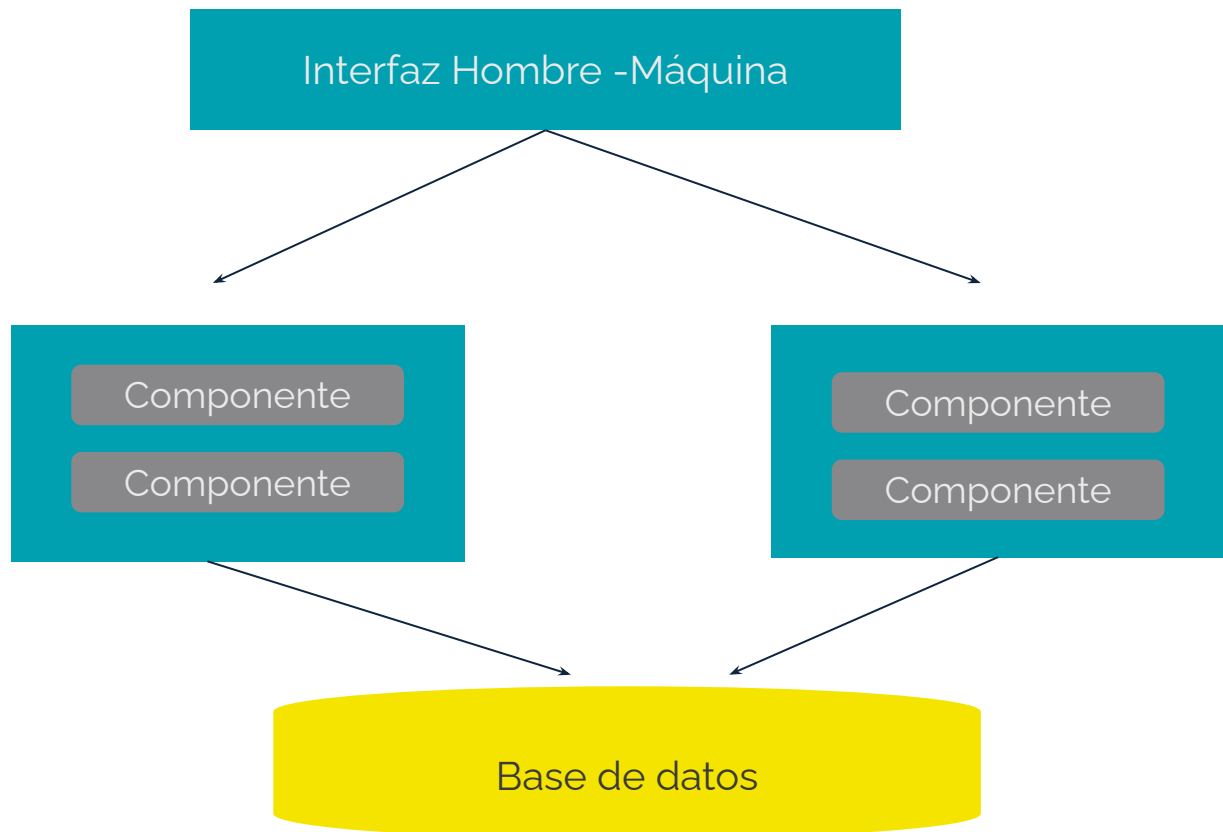 Interfaz Hombre -Máquina
Componente
Componente
Componente
Componente
Base de datos